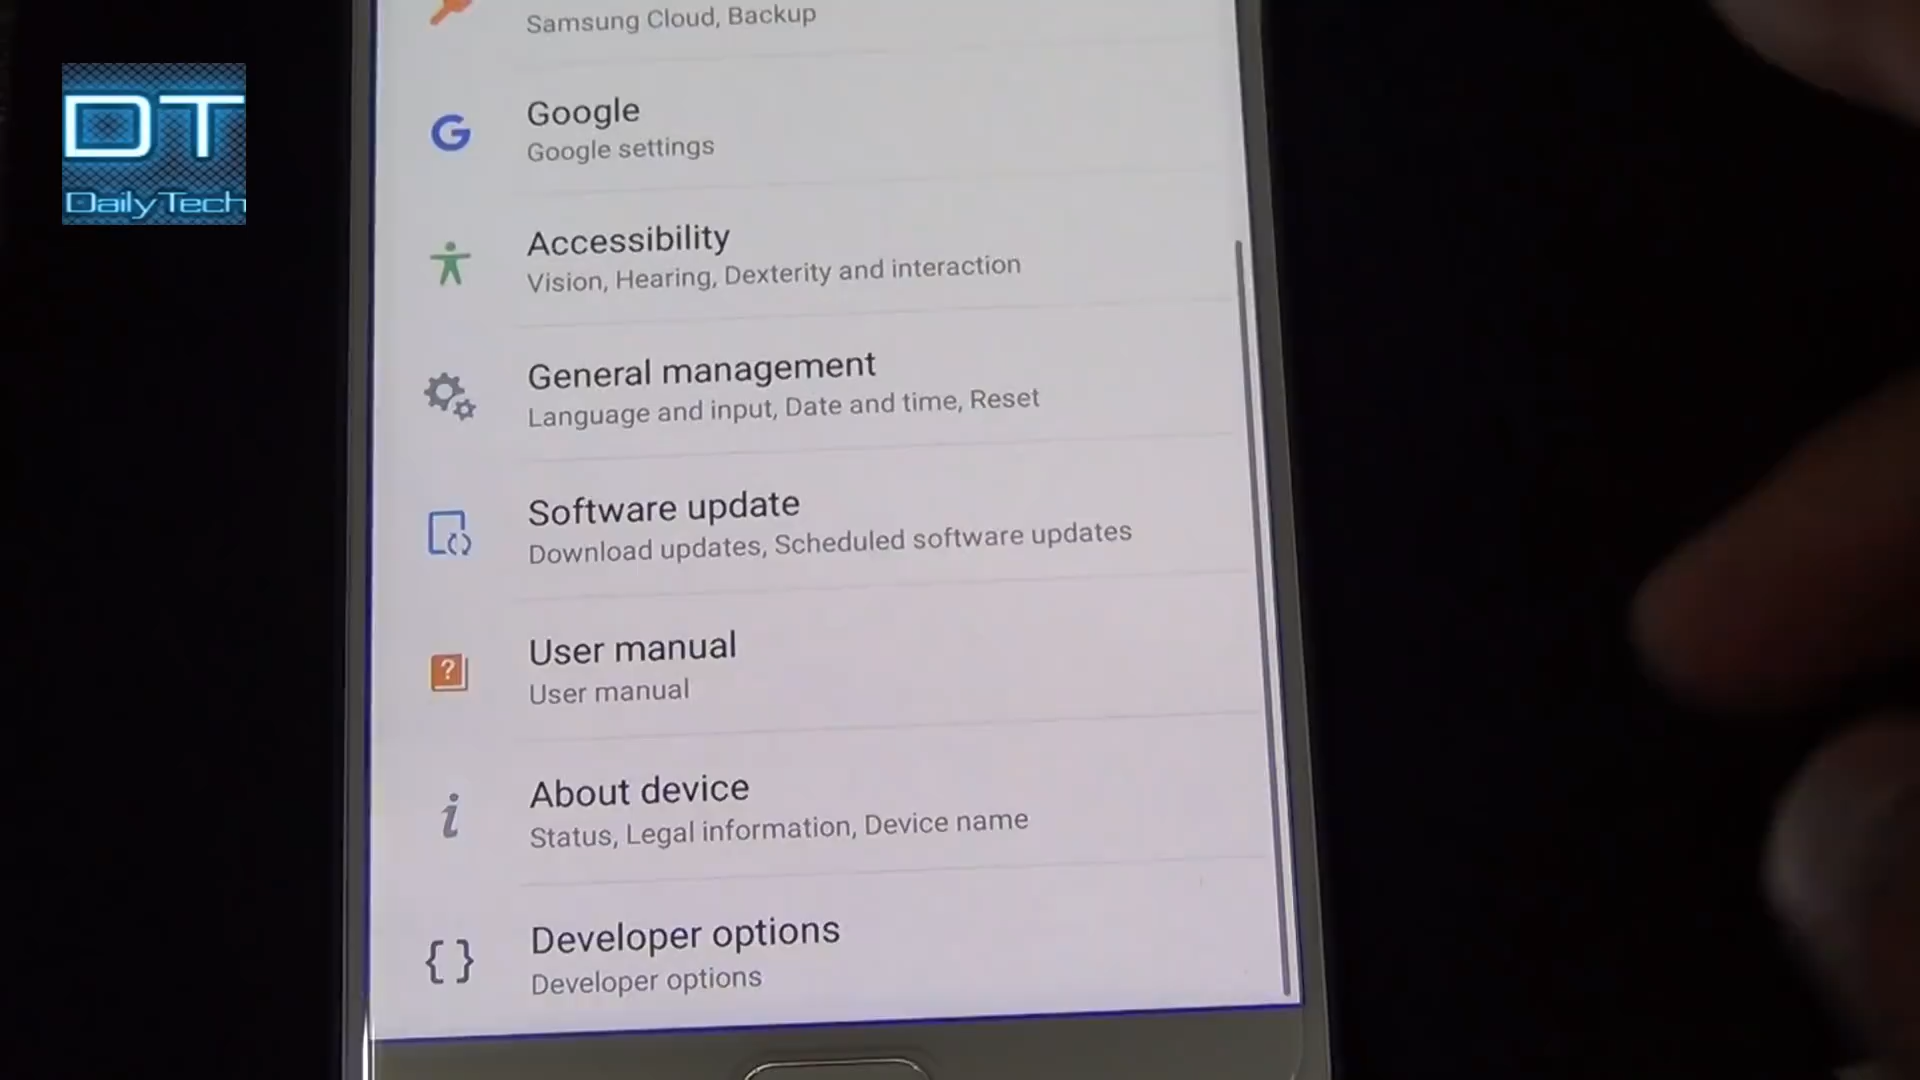 Samsung Cloud, Backup
DT
DailyTech
Google
Google settings
Accessibility
Vision, Hearing, Dexterity and interaction
General management
Language and input, Date and time, Reset
Software update
Download updates, Scheduled software updates
?
User manual
User manual
i
About device
Status, Legal information, Device name
{ }
Developer options
Developer options